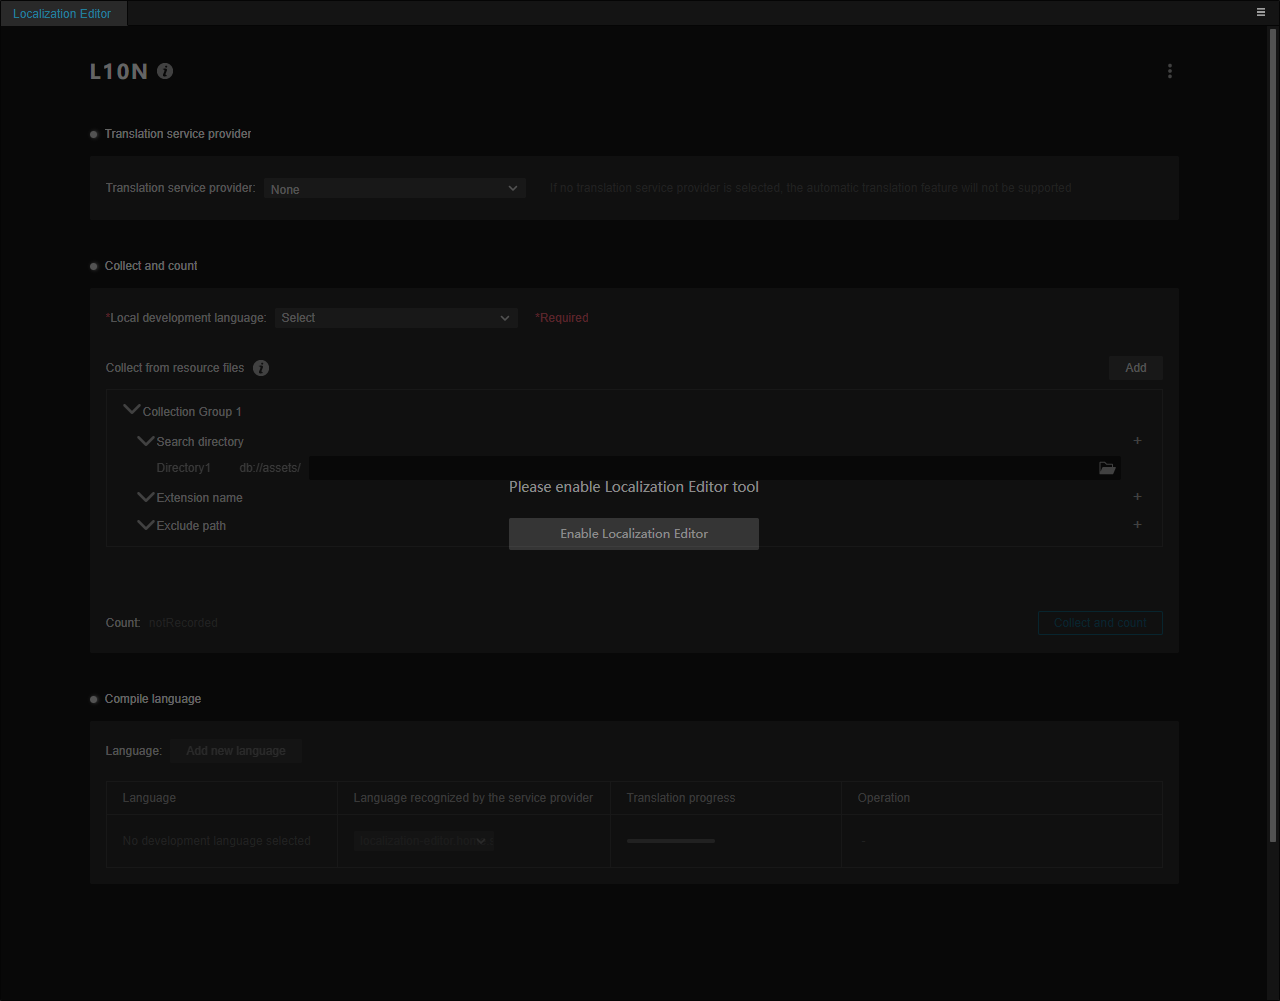 Localization Editor
L10N
Translation service provider
Translation service provider: None If no translation service provider is selected, the automatic translation feature will not be supported
Collect and count
*Local development language: Select *Required
Collect from resource files Add
Collection Group 1
Search directory +
Directory1 db://assets/
Please enable Localization Editor tool
Extension name +
Exclude path +
Enable Localization Editor
Count: notRecorded Collect and count
Compile language
Language: Add new language
Language Language recognized by the service provider Translation progress Operation
No development language selected localization-editor.non -